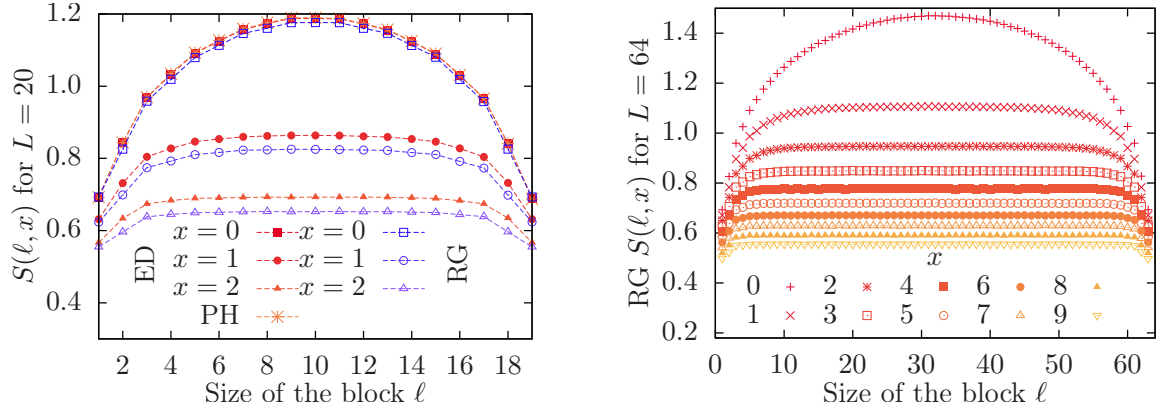 S(ℓ, x) for L = 20
1.2
1.0
0.8
0.6
0.4
2 4 6 8 10 12 14 16 18
Size of the block ℓ
ED
x = 0 x = 0
x = 1 x = 1
x = 2 x = 2
PH
RG
RG S(ℓ, x) for L = 64
1.4
1.2
1.0
0.8
0.6
0.4
0.2
0 10 20 30 40 50 60
Size of the block ℓ
x
0 2 4 6 8
1 3 5 7 9